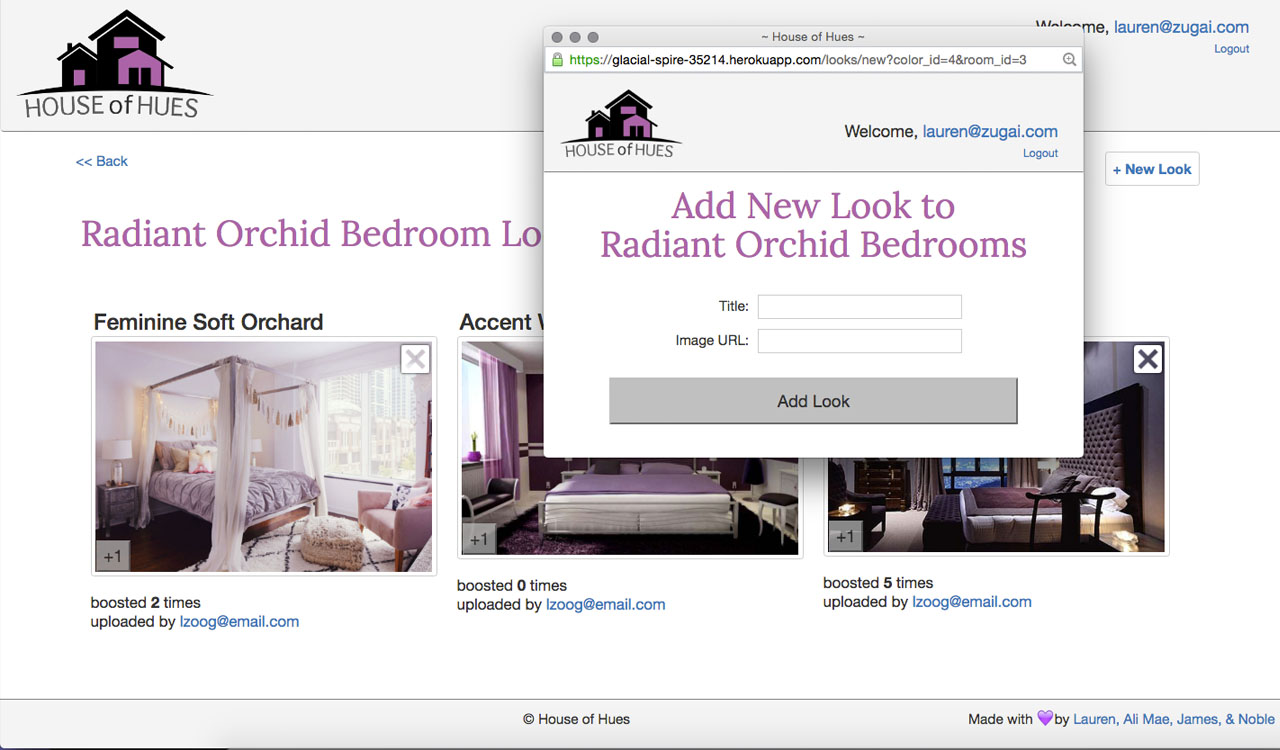 HOUSE of HUES
Welcome, lauren@zugai.com
Logout
<< Back
+ New Look
Radiant Orchid Bedroom Lo
Feminine Soft Orchard
Accent
+1
+1
+1
boosted 2 times
uploaded by lzoog@email.com
boosted 0 times
uploaded by lzoog@email.com
boosted 5 times
uploaded by lzoog@email.com
~ House of Hues ~
https://glacial-spire-35214.herokuapp.com/looks/new?color_id=4&room_id=3
HOUSE of HUES
Welcome, lauren@zugai.com
Logout
Add New Look to
Radiant Orchid Bedrooms
Title:
Image URL:
Add Look
© House of Hues
Made with 💜by Lauren, Ali Mae, James, & Noble